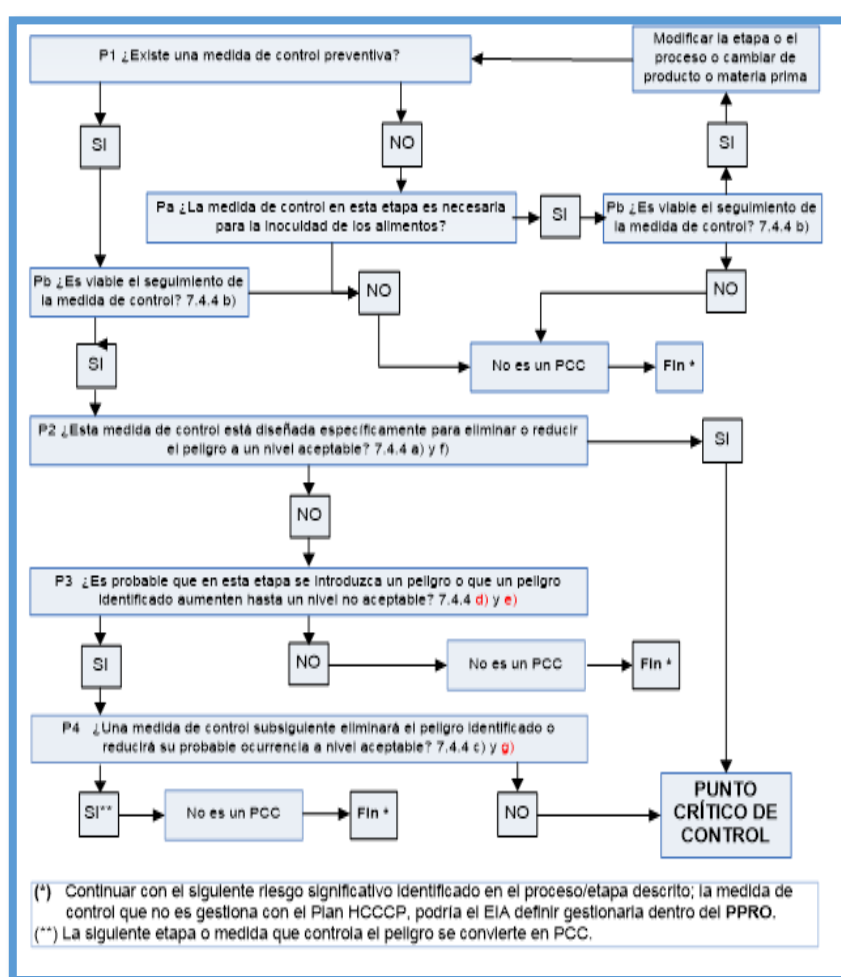 P1 ¿Existe una medida de control preventiva?
Modificar la etapa o el
proceso o cambiar de
producto o materia prima
SI
NO
SI
Pa ¿La medida de control en esta etapa es necesaria
para la inocuidad de los alimentos?
SI
Pb ¿Es viable el seguimiento de
la medida de control? 7.4.4 b)
Pb ¿Es viable el seguimiento de
la medida de control? 7.4.4 b)
NO
NO
SI
No es un PCC
Fin *
P2 ¿Esta medida de control está diseñada específicamente para eliminar o reducir
el peligro a un nivel aceptable? 7.4.4 a) y f)
SI
NO
P3 ¿Es probable que en esta etapa se introduzca un peligro o que un peligro
identificado aumenten hasta un nivel no aceptable? 7.4.4 d) y e)
SI
NO
No es un PCC
Fin *
P4 ¿Una medida de control subsiguiente eliminará el peligro identificado o
reducirá su probable ocurrencia a nivel aceptable? 7.4.4 c) y g)
SI**
No es un PCC
Fin *
NO
PUNTO
CRÍTICO DE
CONTROL
(*) Continuar con el siguiente riesgo significativo identificado en el proceso/etapa descrito; la medida de
control que no es gestiona con el Plan HCCCP, podría el EIA definir gestionarla dentro del PPRO.
(**) La siguiente etapa o medida que controla el peligro se convierte en PCC.